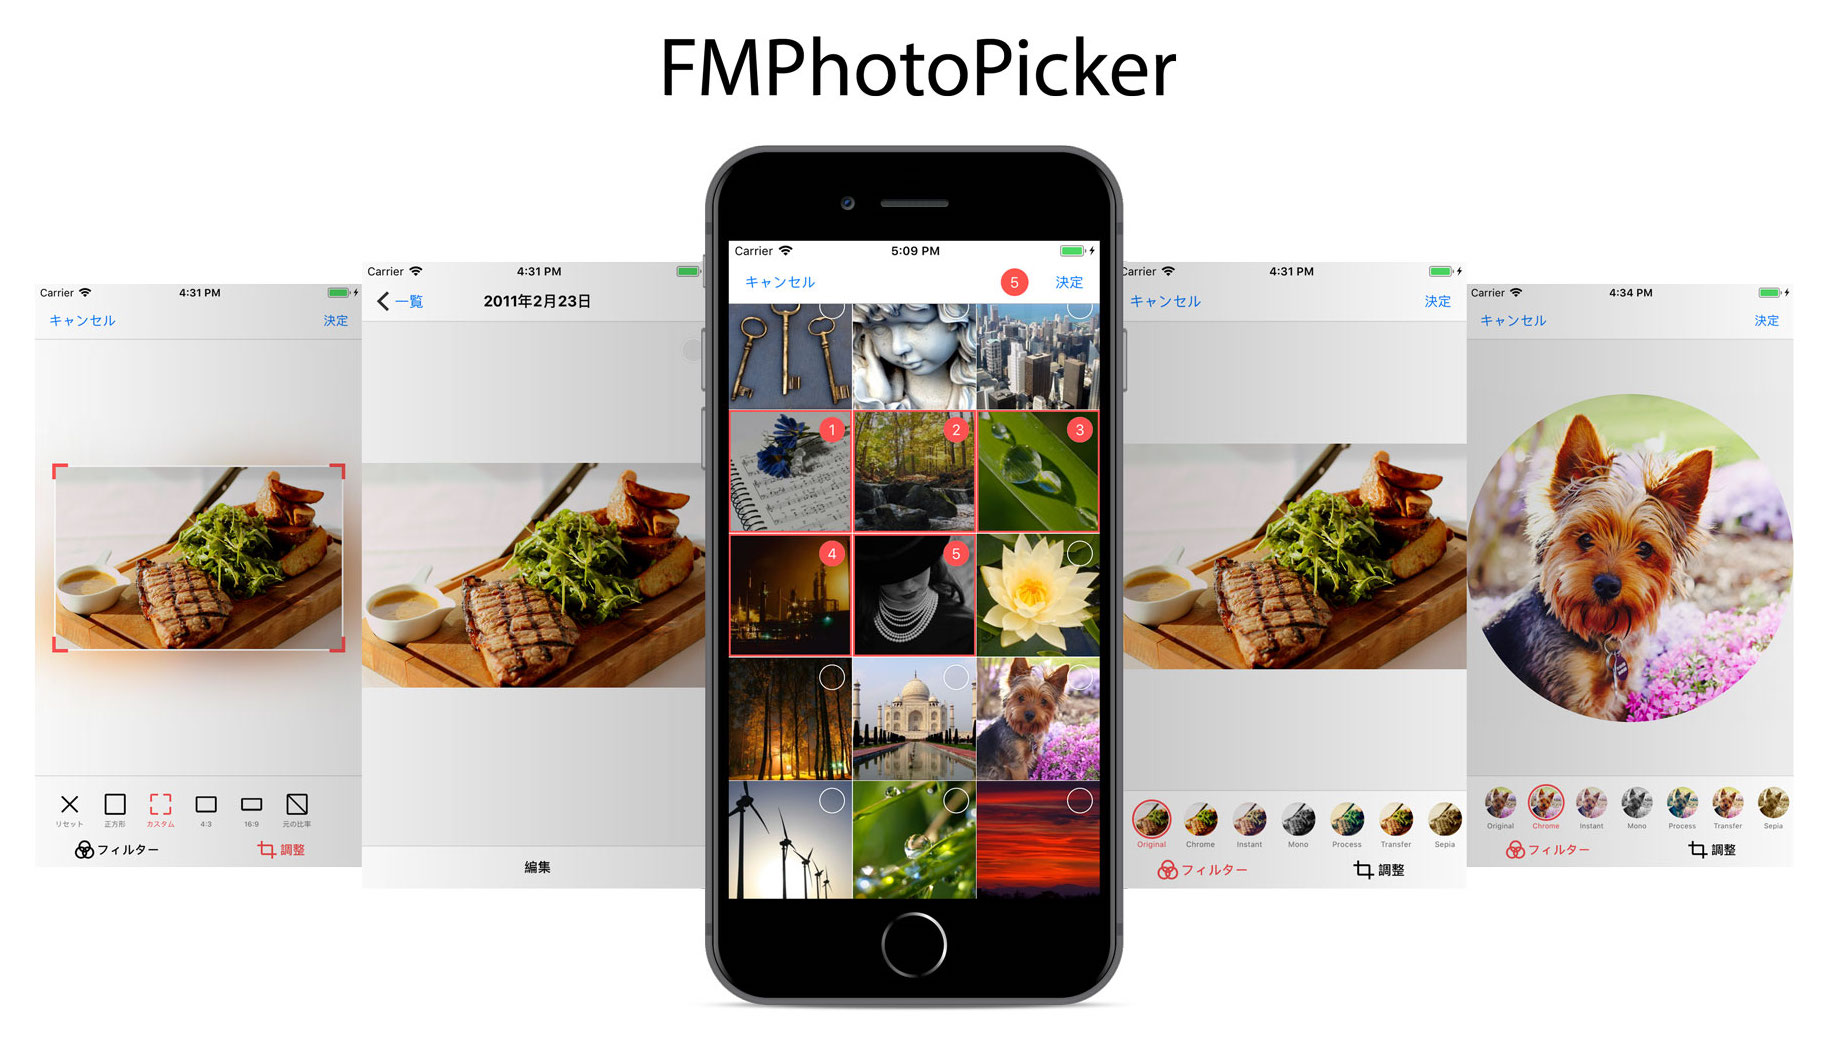 FMPhotoPicker
Carrier 4:31 PM
キャンセル 決定
リセット 正方形 カスタム 4:3 16:9 元の比率
フィルター 調整
Carrier 4:31 PM
一覧 2011年2月23日
編集
Carrier 5:09 PM
キャンセル 5 決定
1 2 3
4 5
Carrier 4:31 PM
キャンセル 決定
Original Chrome Instant Mono Process Transfer Sepia
フィルター 調整
Carrier 4:34 PM
キャンセル 決定
Original Chrome Instant Mono Process Transfer Sepia
フィルター 調整